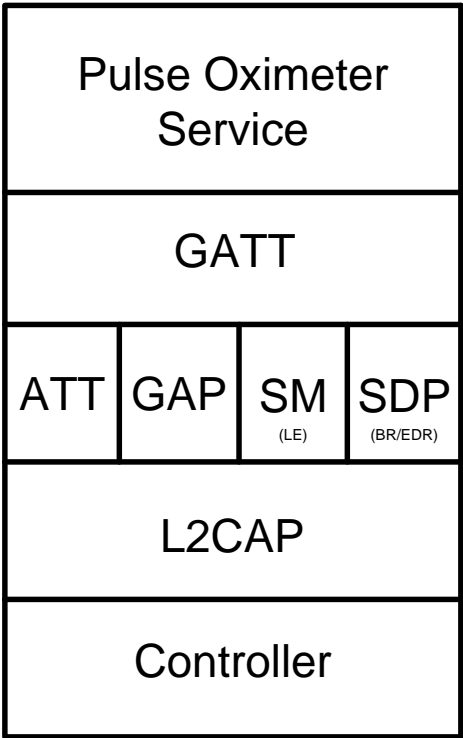 Pulse Oximeter
Service
GATT
ATT GAP SM SDP
(LE) (BR/EDR)
L2CAP
Controller